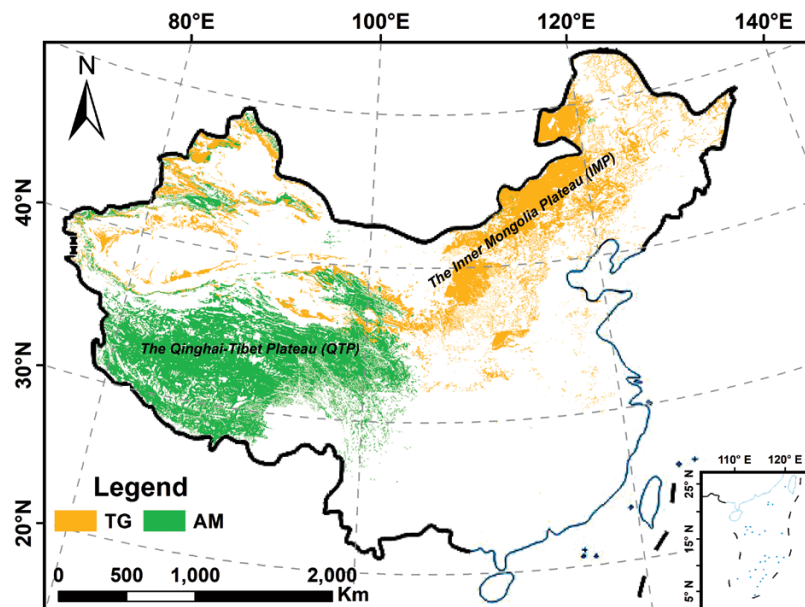 80°E 100°E 120°E 140°E
N
40°N
30°N
20°N
The Inner Mongolia Plateau (IMP)
The Qinghai-Tibet Plateau (QTP)
Legend
TG AM
0 500 1,000 2,000
Km
110° E 120° E
25° N
15° N
5° N